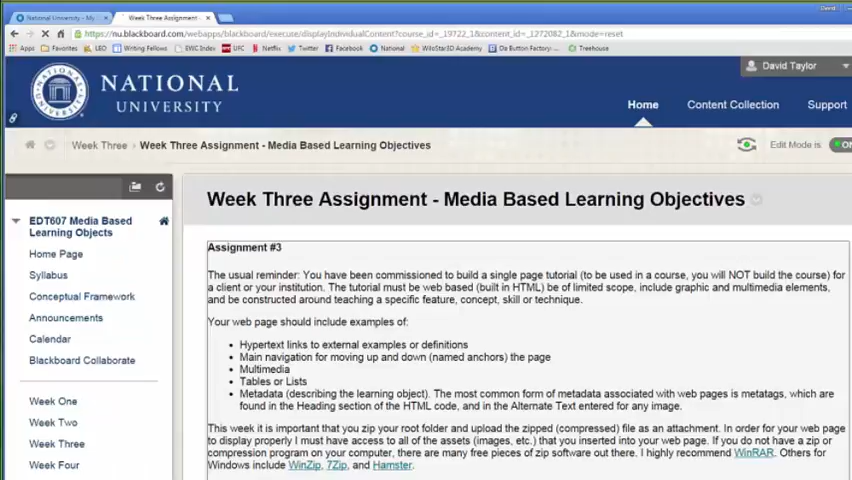 David
National University - My
Week Three Assignment -
https://nu.blackboard.com/webapps/blackboard/execute/displayIndividualContent?course_id=_19722_1&content_id=_1272082_1&mode=reset
Apps Favorites LEO Writing Fellows EWC Index UFC Netflix Twitter Facebook National WiloStar3D Academy Da Button Factory: Treehouse
NATIONAL
UNIVERSITY
David Taylor
Home Content Collection Support
Week Three Week Three Assignment - Media Based Learning Objectives
Edit Mode is ON
Week Three Assignment - Media Based Learning Objectives
EDT607 Media Based
Learning Objects
Home Page
Syllabus
Conceptual Framework
Announcements
Calendar
Blackboard Collaborate
Week One
Week Two
Week Three
Week Four
Assignment #3
The usual reminder: You have been commissioned to build a single page tutorial (to be used in a course, you will NOT build the course) for
a client or your institution. The tutorial must be web based (built in HTML) be of limited scope, include graphic and multimedia elements,
and be constructed around teaching a specific feature, concept, skill or technique.
Your web page should include examples of:
• Hypertext links to external examples or definitions
• Main navigation for moving up and down (named anchors) the page
• Multimedia
• Tables or Lists
• Metadata (describing the learning object). The most common form of metadata associated with web pages is metatags, which are
found in the Heading section of the HTML code, and in the Alternate Text entered for any image.
This week it is important that you zip your root folder and upload the zipped (compressed) file as an attachment. In order for your web page
to display properly I must have access to all of the assets (images, etc.) that you inserted into your web page. If you do not have a zip or
compression program on your computer, there are many free pieces of zip software out there. I highly recommend WinRAR. Others for
Windows include WinZip, 7Zip, and Hamster.